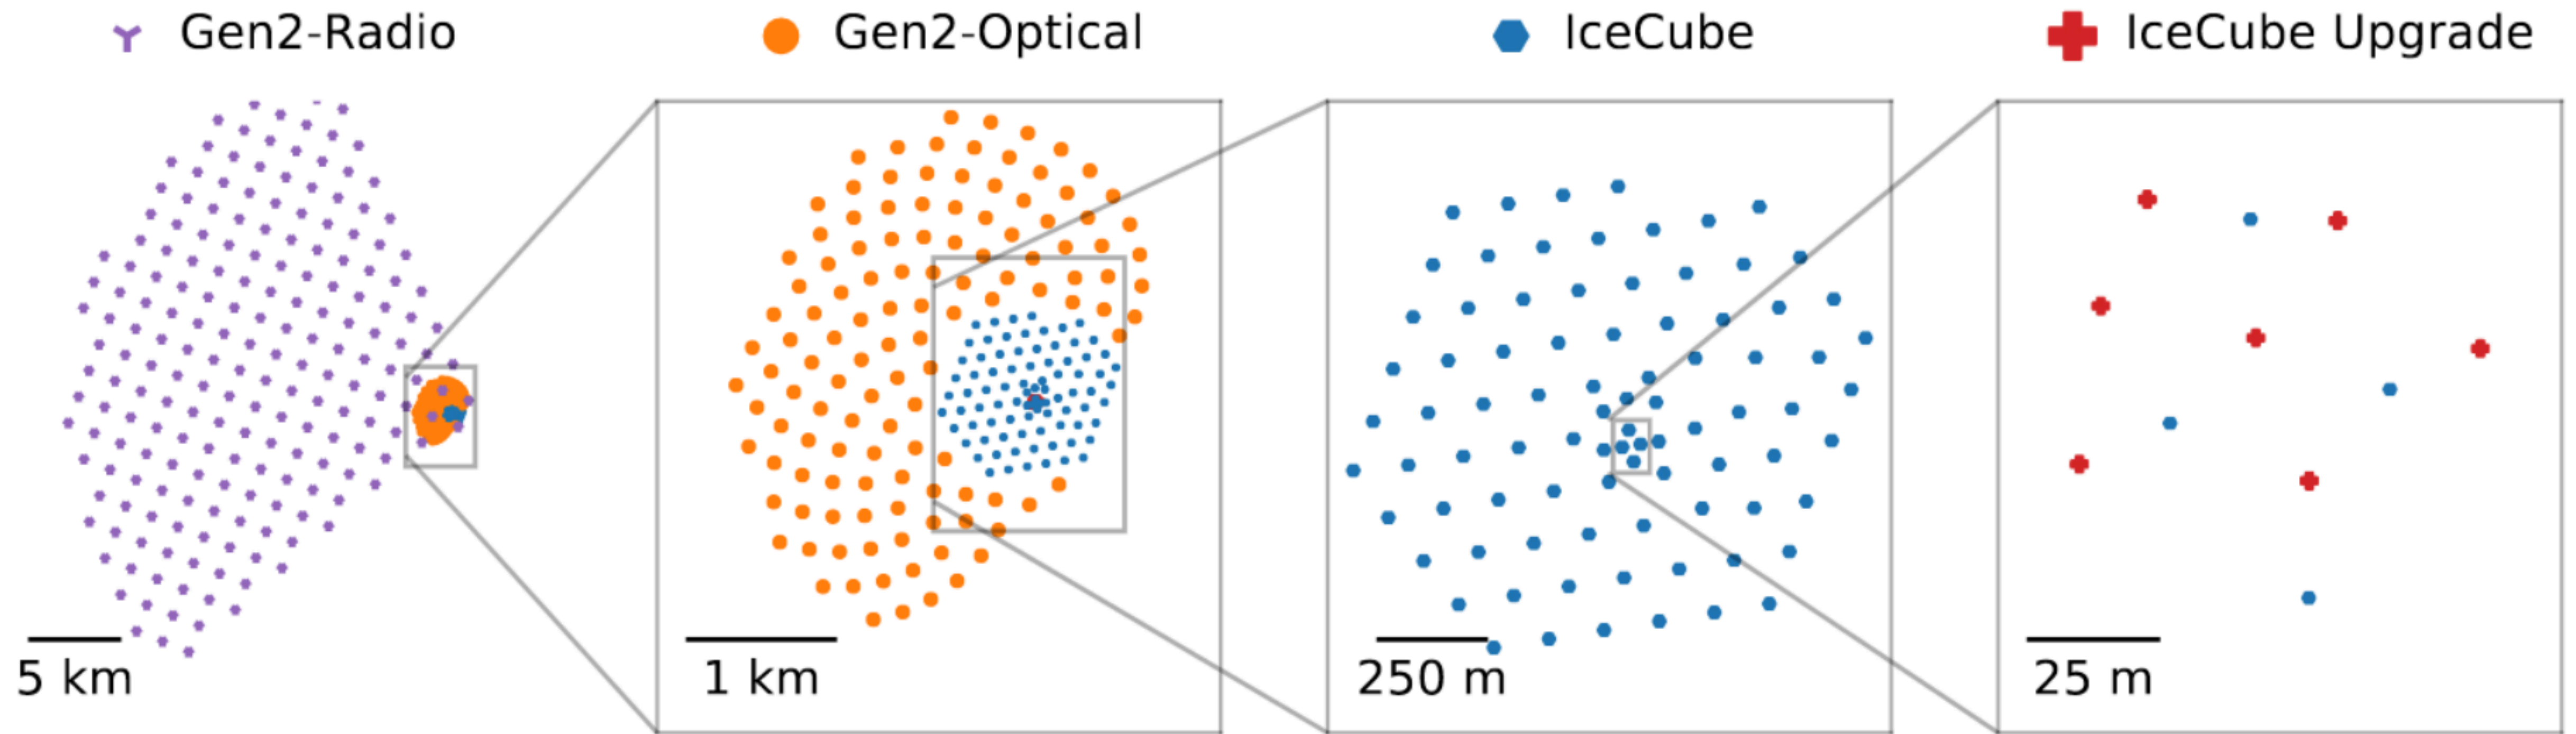 Gen2-Radio
Gen2-Optical
IceCube
IceCube Upgrade
5 km
1 km
250 m
25 m